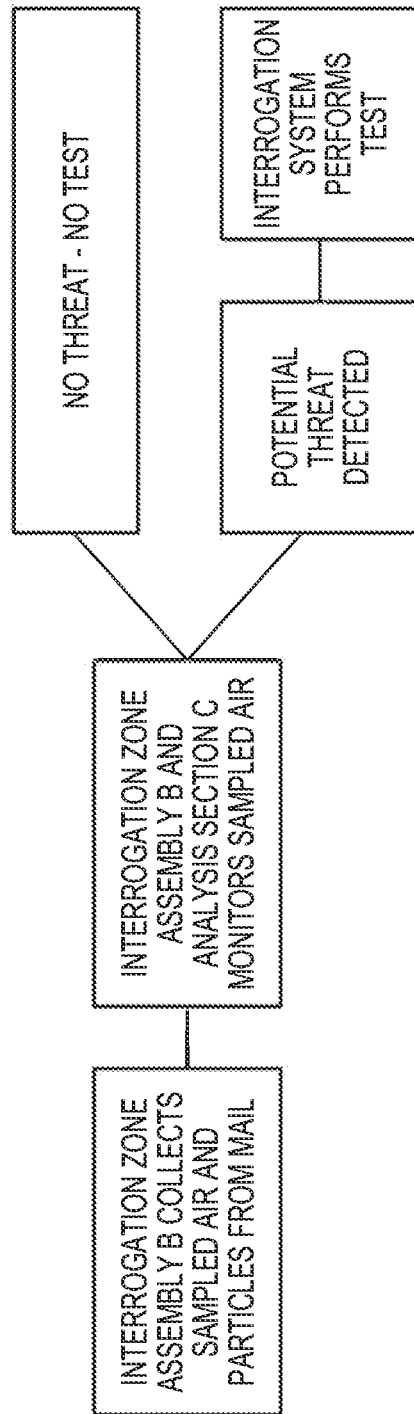 INTERROGATION ZONE
ASSEMBLY B COLLECTS
SAMPLED AIR AND
PARTICLES FROM MAIL
INTERROGATION ZONE
ASSEMBLY B AND
ANALYSIS SECTION C
MONITORS SAMPLED AIR
NO THREAT - NO TEST
POTENTIAL
THREAT
DETECTED
INTERROGATION
SYSTEM
PERFORMS
TEST